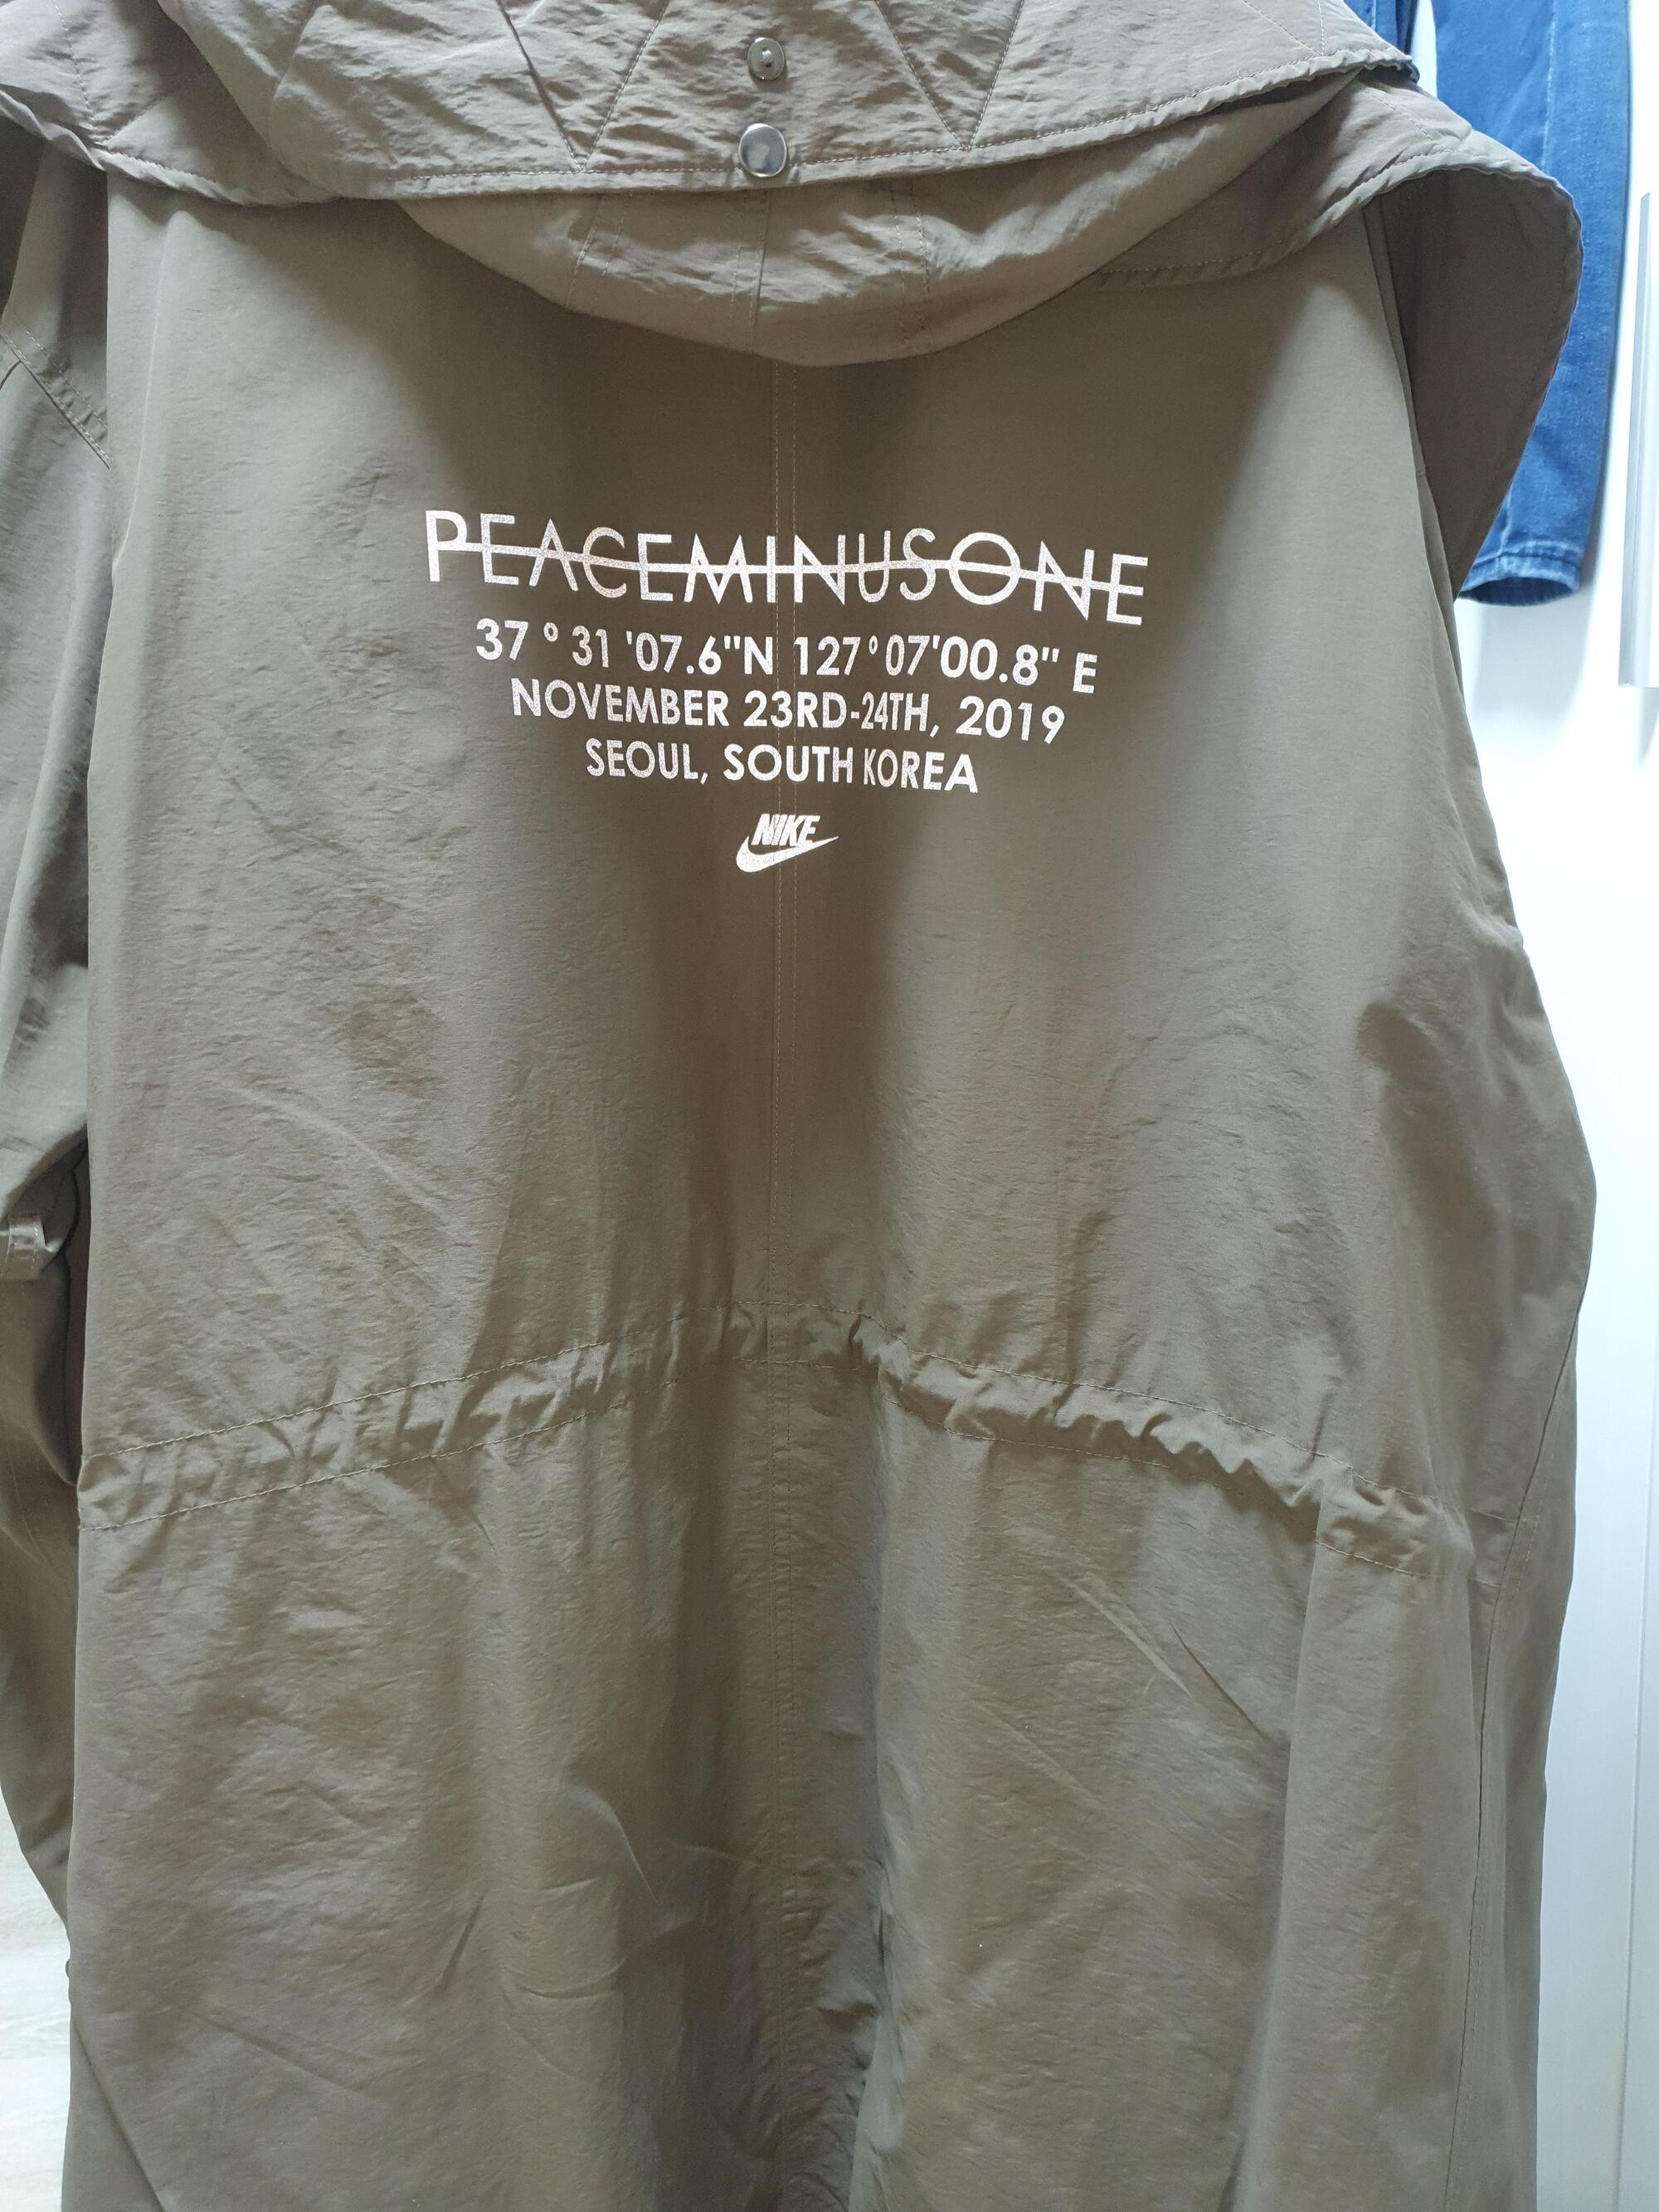 PEACEMINUSONE
37 ° 31 '07.6"N 127°07'00.8" E
NOVEMBER 23RD-24TH, 2019
SEOUL, SOUTH KOREA
NIKE